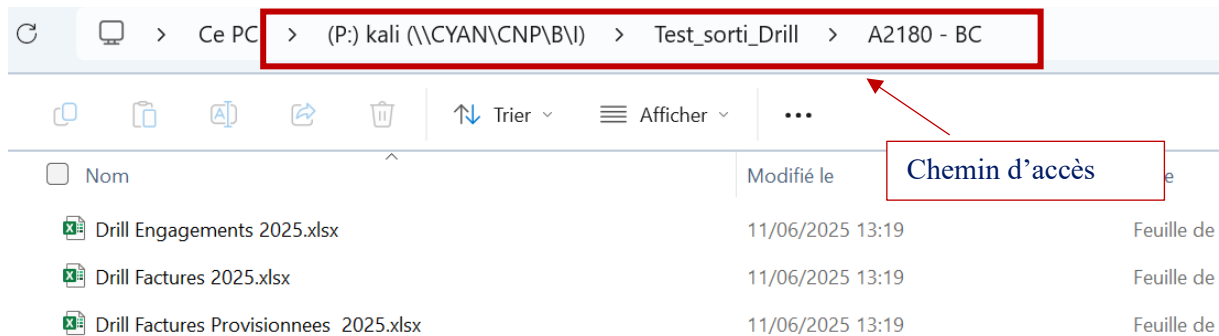 Ce PC > (P:) kali (\\CYAN\CNP\B\I) > Test_sorti_Drill > A2180 - BC
Trier Afficher ...
Chemin d'accès
Nom Modifié le e
Drill Engagements 2025.xlsx 11/06/2025 13:19 Feuille de
Drill Factures 2025.xlsx 11/06/2025 13:19 Feuille de
Drill Factures Provisionnees 2025.xlsx 11/06/2025 13:19 Feuille de